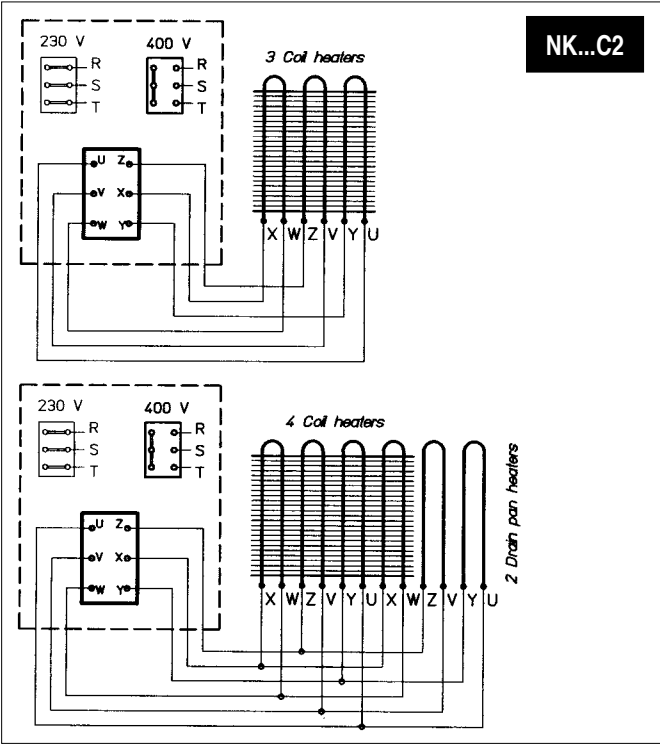 NK...C2
230 V 400 V
R R
S S
T T
3 Coil heaters
U Z
V X
W Y
X W Z V Y U
230 V 400 V
R R
S S
T T
4 Coil heaters
2 Drain pan heaters
U Z
V X
W Y
X W Z V Y U X W Z V Y U